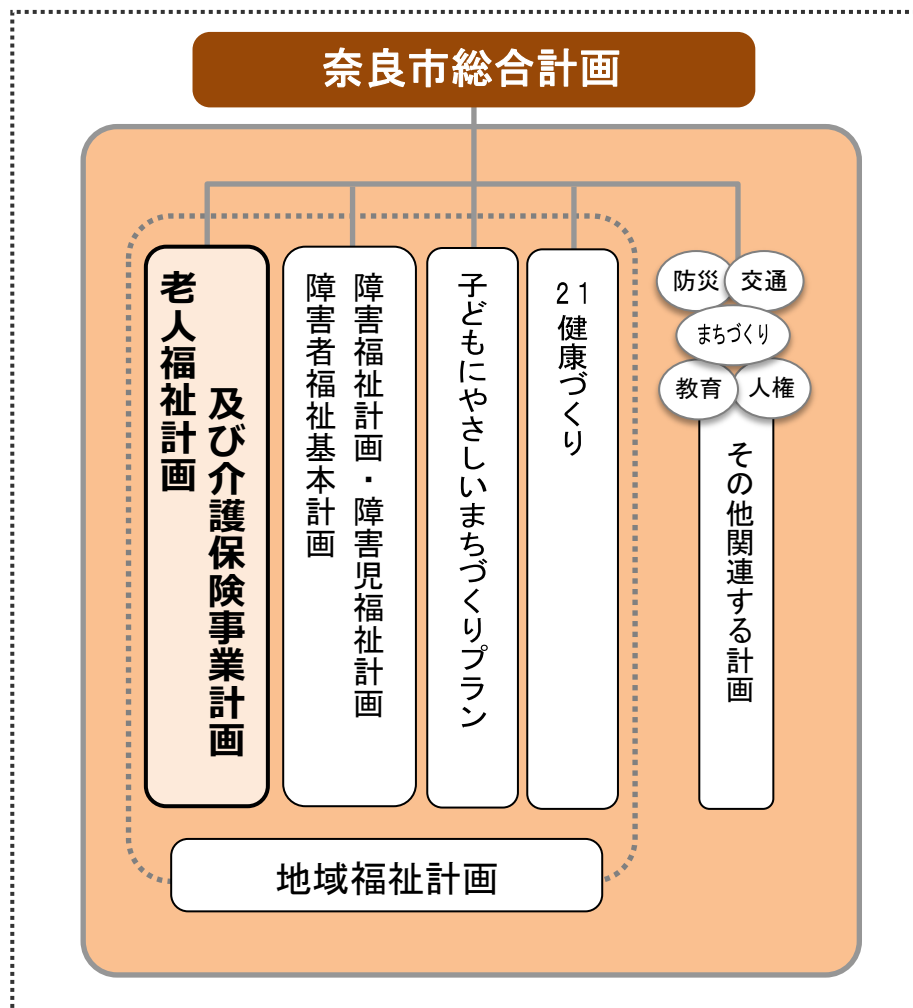 奈良市総合計画
老人福祉計画
及び介護保険事業計画
障害者福祉基本計画
障害福祉計画・障害児福祉計画
子どもにやさしいまちづくりプラン
21健康づくり
防災
交通
まちづくり
教育
人権
その他関連する計画
地域福祉計画